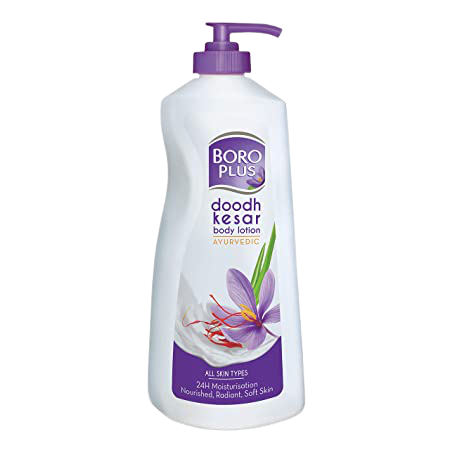 BORO
PLUS
doodh
kesar
body lotion
AYURVEDIC
ALL SKIN TYPES
24H Moisturisation
Nourished, Radiant, Soft Skin